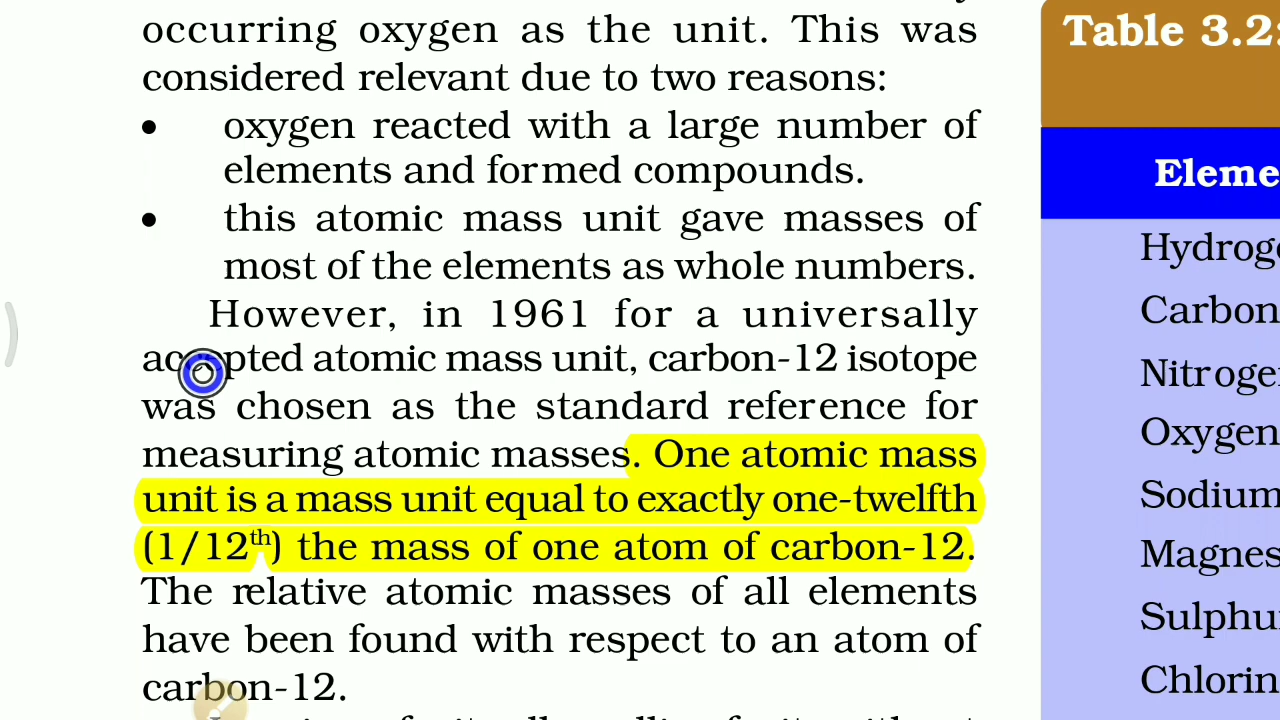 occurring oxygen as the unit. This was
considered relevant due to two reasons:
• oxygen reacted with a large number of
elements and formed compounds.
• this atomic mass unit gave masses of
most of the elements as whole numbers.
However, in 1961 for a universally
accepted atomic mass unit, carbon-12 isotope
was chosen as the standard reference for
measuring atomic masses. One atomic mass
unit is a mass unit equal to exactly one-twelfth
(1/12th) the mass of one atom of carbon-12.
The relative atomic masses of all elements
have been found with respect to an atom of
carbon-12.
Table 3.2:
Eleme
Hydroge
Carbon
Nitroge
Oxygen
Sodium
Magnes
Sulphu
Chlorin